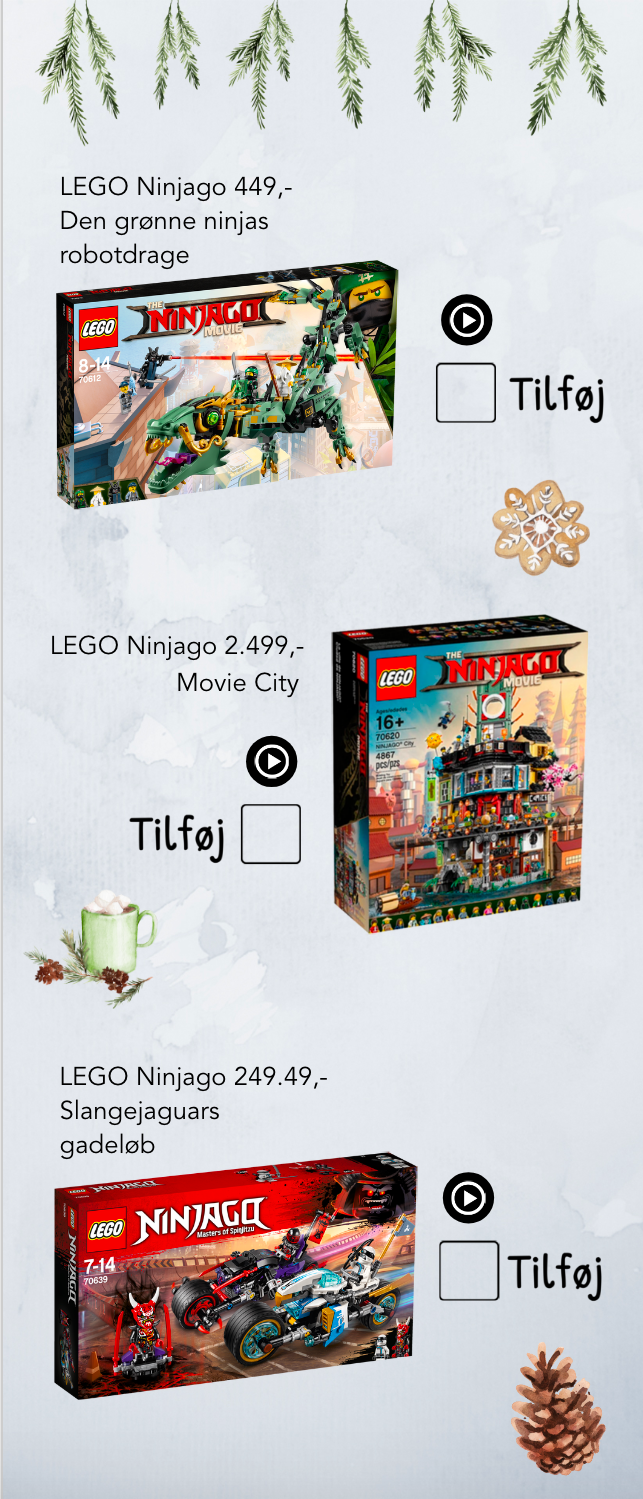 LEGO Ninjago 449,-
Den grønne ninjas
robotdrage
LEGO
THE
NINJAGO
MOVIE
8-14
70612
Tilføj
LEGO Ninjago 2.499,-
Movie City
LEGO
THE
NINJAGO
MOVIE
16+
70620
NINJAGO® City
4867
pcs/pzs
Tilføj
LEGO Ninjago 249.49,-
Slangejaguars
gadeløb
NINJAGO
LEGO
NINJAGO
Masters of Spinjitzu
7-14
70639
NINJAGO
Tilføj